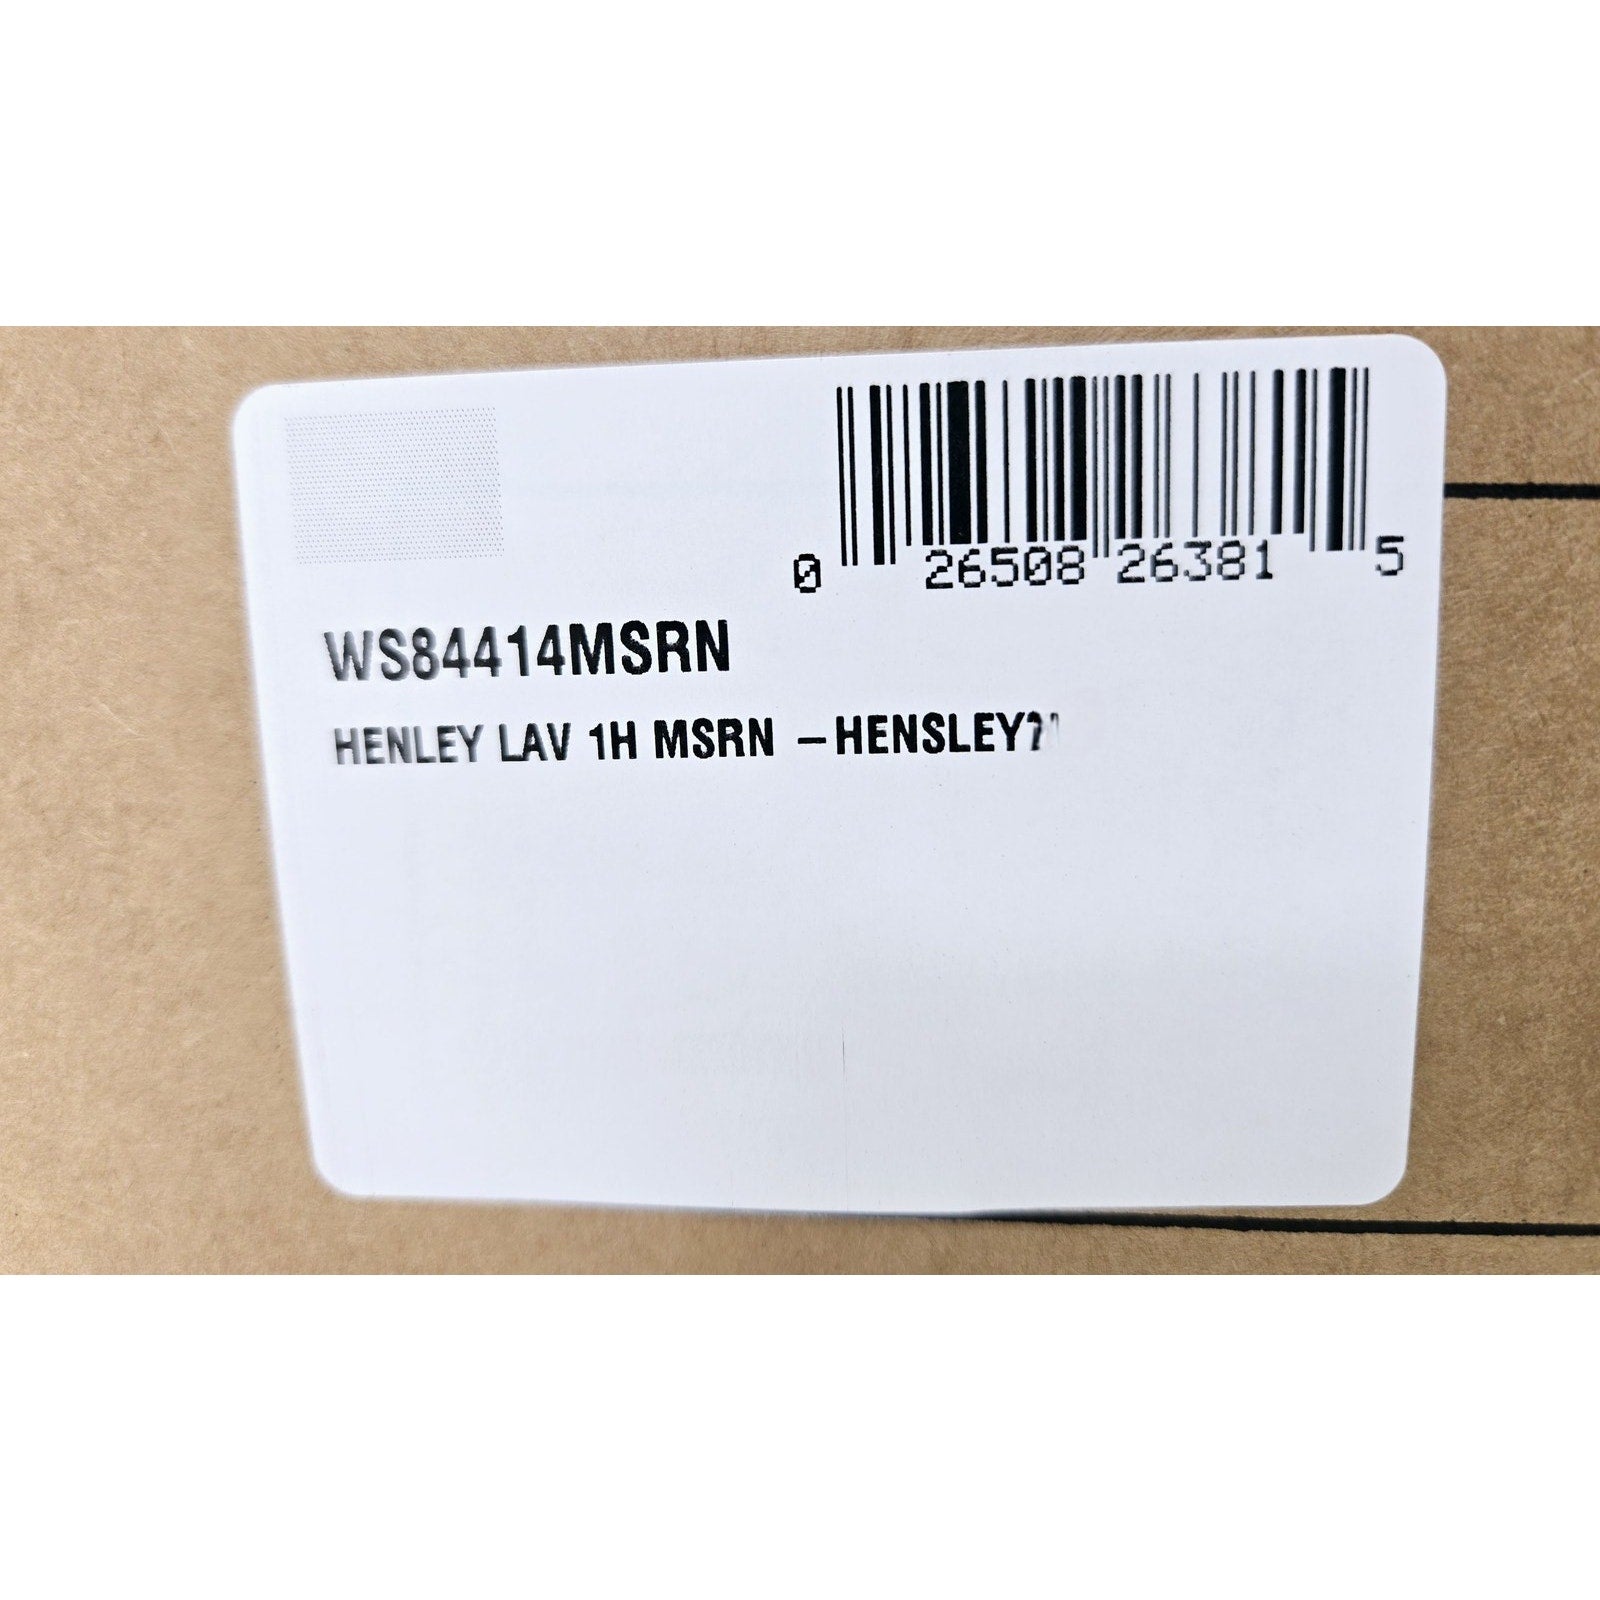 0 26508 26381 5
WS84414MSRN
HENLEY LAV 1H MSRN –HENSLEY?